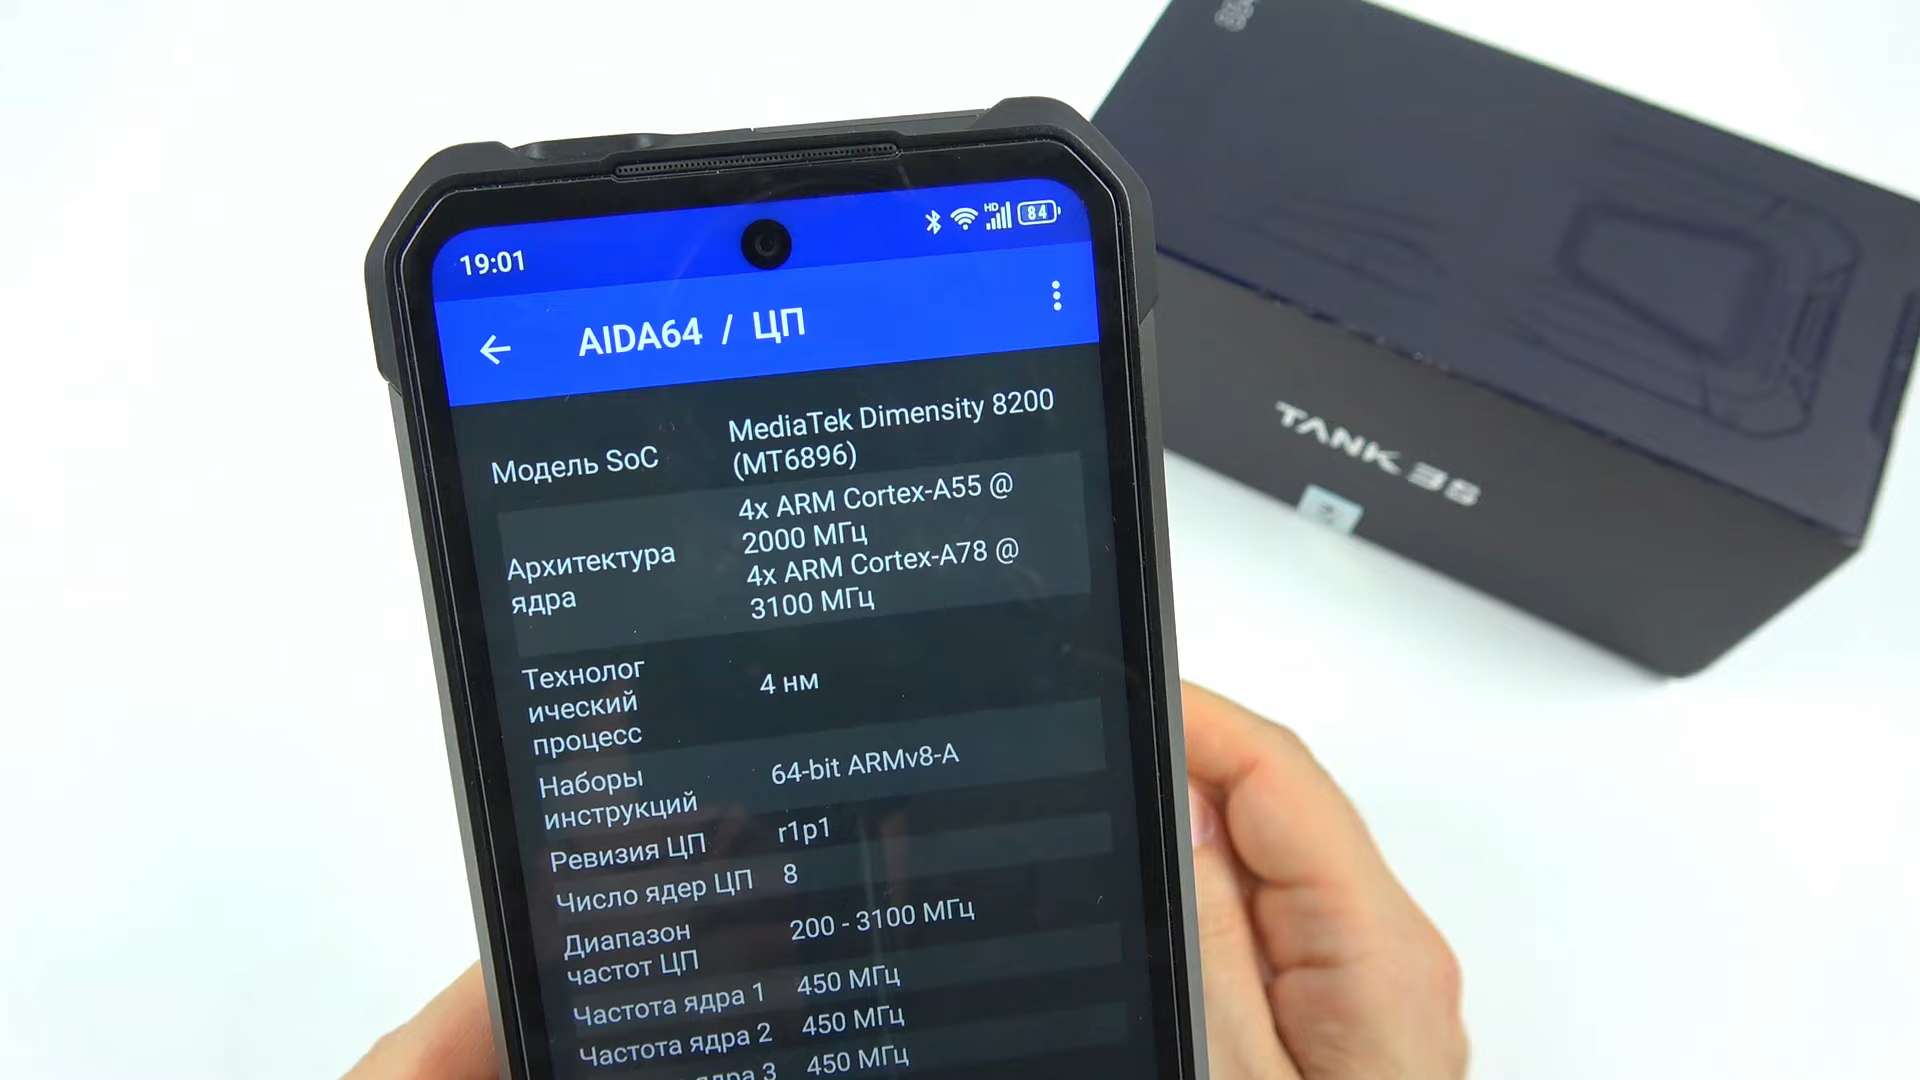 19:01
HD
84
AIDA64 / ЦП
Модель SoC
MediaTek Dimensity 8200
(MT6896)
Архитектура
ядра
4x ARM Cortex-A55 @
2000 МГц
4x ARM Cortex-A78 @
3100 МГц
Технолог
ический
процесс
4 нм
Наборы
инструкций
64-bit ARMv8-A
Ревизия ЦП
r1p1
Число ядер ЦП
8
Диапазон
частот ЦП
200 - 3100 МГц
Частота ядра 1
450 МГц
Частота ядра 2
450 МГц
3
450 МГц
TANK 3S